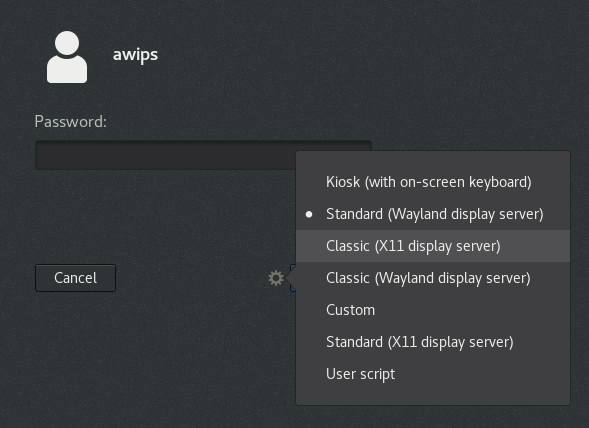 awips
Password:
Kiosk (with on-screen keyboard)
Standard (Wayland display server)
Classic (X11 display server)
Cancel
Classic (Wayland display server)
Custom
Standard (X11 display server)
User script